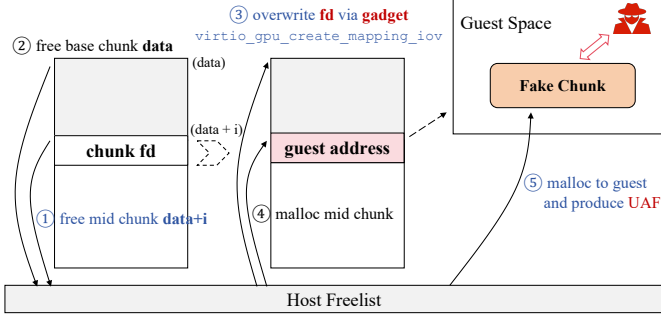 ③ overwrite fd via gadget
virtio_gpu_create_mapping_iov
② free base chunk data
Guest Space
(data)
Fake Chunk
(data + i)
chunk fd
guest address
① free mid chunk data+i
④ malloc mid chunk
⑤ malloc to guest
and produce UAF
Host Freelist